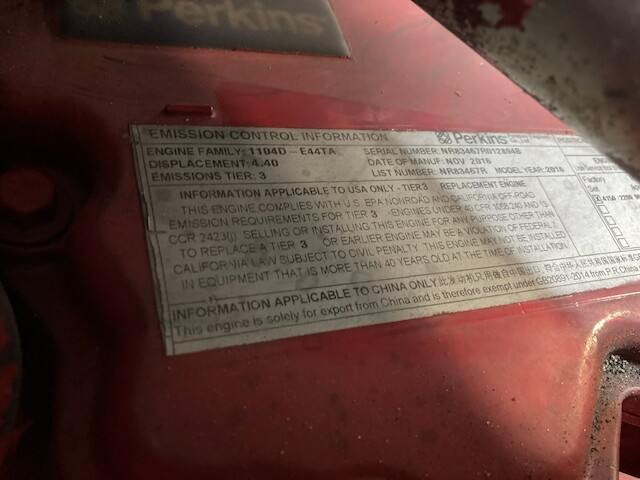 Perkins
EMISSION CONTROL INFORMATION Perkins
ENGINE FAMILY: 1104D - E44TA SERIAL NUMBER: NR83467R012894B
DISPLACEMENT: 4.40 DATE OF MANUF: NOV 2016
EMISSIONS TIER: 3 LIST NUMBER: NR83467R MODEL YEAR: 2016
INFORMATION APPLICABLE TO USA ONLY - TIER3 REPLACEMENT ENGINE
THIS ENGINE COMPLIES WITH U.S. EPA NONROAD AND CALIFORNIA OFF-ROAD
EMISSION REQUIREMENTS FOR TIER 3 ENGINES UNDER 40 CFR 1068.240 AND 13
CCR 2423(j). SELLING OR INSTALLING THIS ENGINE FOR ANY PURPOSE OTHER THAN
TO REPLACE A TIER 3 OR EARLIER ENGINE MAY BE A VIOLATION OF FEDERAL/
CALIFORNIA LAW SUBJECT TO CIVIL PENALTY. THIS ENGINE MAY NOT BE INSTALLED
IN EQUIPMENT THAT IS MORE THAN 40 YEARS OLD AT THE TIME OF INSTALLATION
INFORMATION APPLICABLE TO CHINA ONLY
This engine is solely for export from China and is therefore exempt under GB20891-2014 from P.R.China
Factory
Set